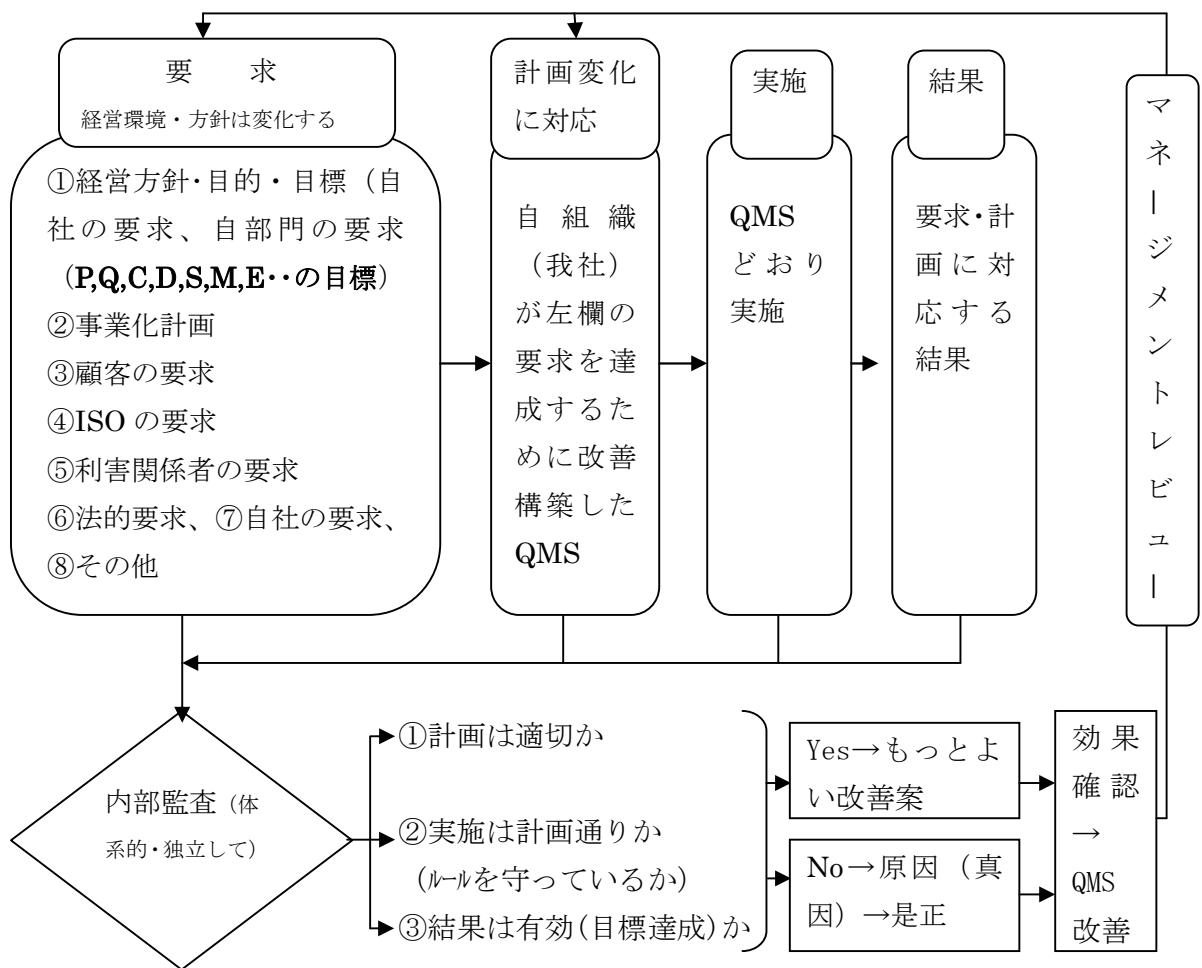 要　求
経営環境・方針は変化する
①経営方針・目的・目標（自
社の要求、自部門の要求
（P,Q,C,D,S,M,E‥の目標）
②事業化計画
③顧客の要求
④ISO の要求
⑤利害関係者の要求
⑥法的要求、⑦自社の要求、
⑧その他
計画変化
に対応
自組織
（我社）
が左欄の
要求を達
成するた
めに改善
構築した
QMS
実施
QMS
どおり
実施
結果
要求・計
画に対
応する
結果
マネージメントレビュー
内部監査（体
系的・独立して）
①計画は適切か
②実施は計画通りか
（ﾙｰﾙを守っているか）
③結果は有効（目標達成）か
Yes→もっとよ
い改善案
No→原因（真
因）→是正
効果
確認
→
QMS
改善